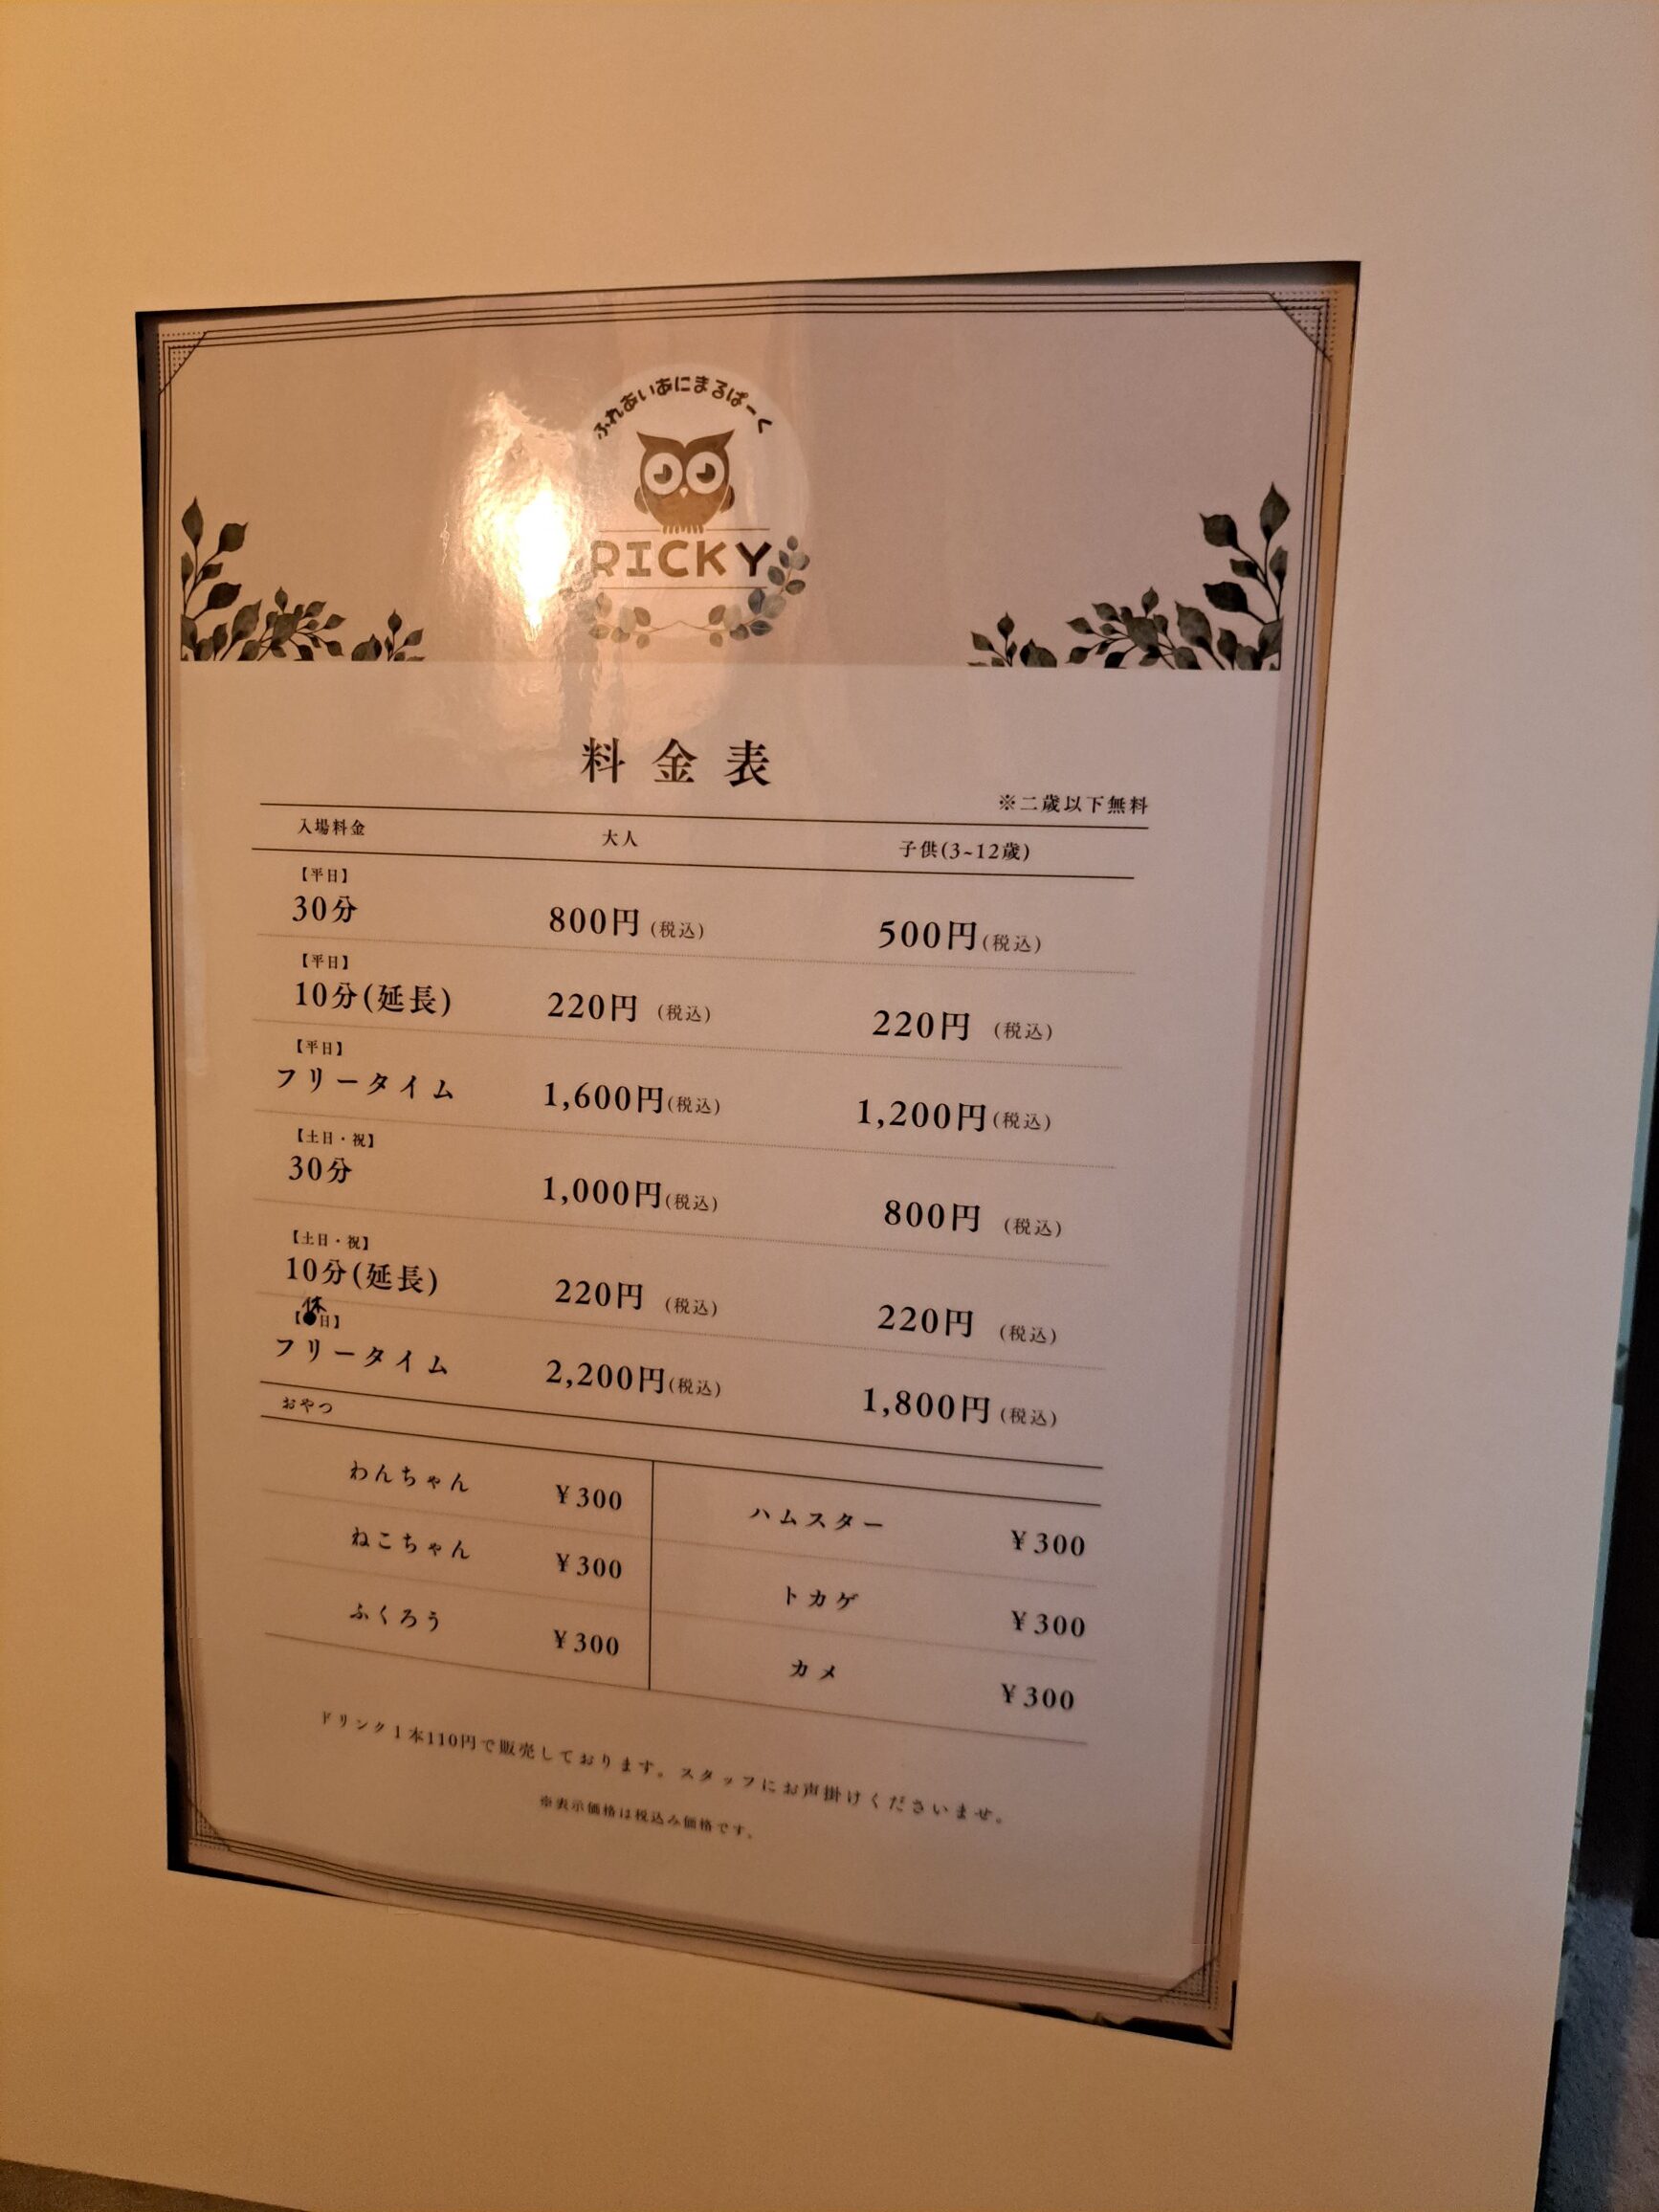 ふれあいあにまるぱーく
RICKY
料金表
※二歳以下無料
入場料金 大人 子供(3~12歳)
【平日】
30分 800円(税込) 500円(税込)
【平日】
10分(延長) 220円(税込) 220円(税込)
【平日】
フリータイム 1,600円(税込) 1,200円(税込)
【土日・祝】
30分 1,000円(税込) 800円(税込)
【土日・祝】
10分(延長) 220円(税込) 220円(税込)
【休日】
フリータイム 2,200円(税込) 1,800円(税込)
おやつ
わんちゃん ¥300 ハムスター ¥300
ねこちゃん ¥300 トカゲ ¥300
ふくろう ¥300 カメ ¥300
ドリンク1本110円で販売しております。スタッフにお声掛けくださいませ。
※表示価格は税込み価格です。